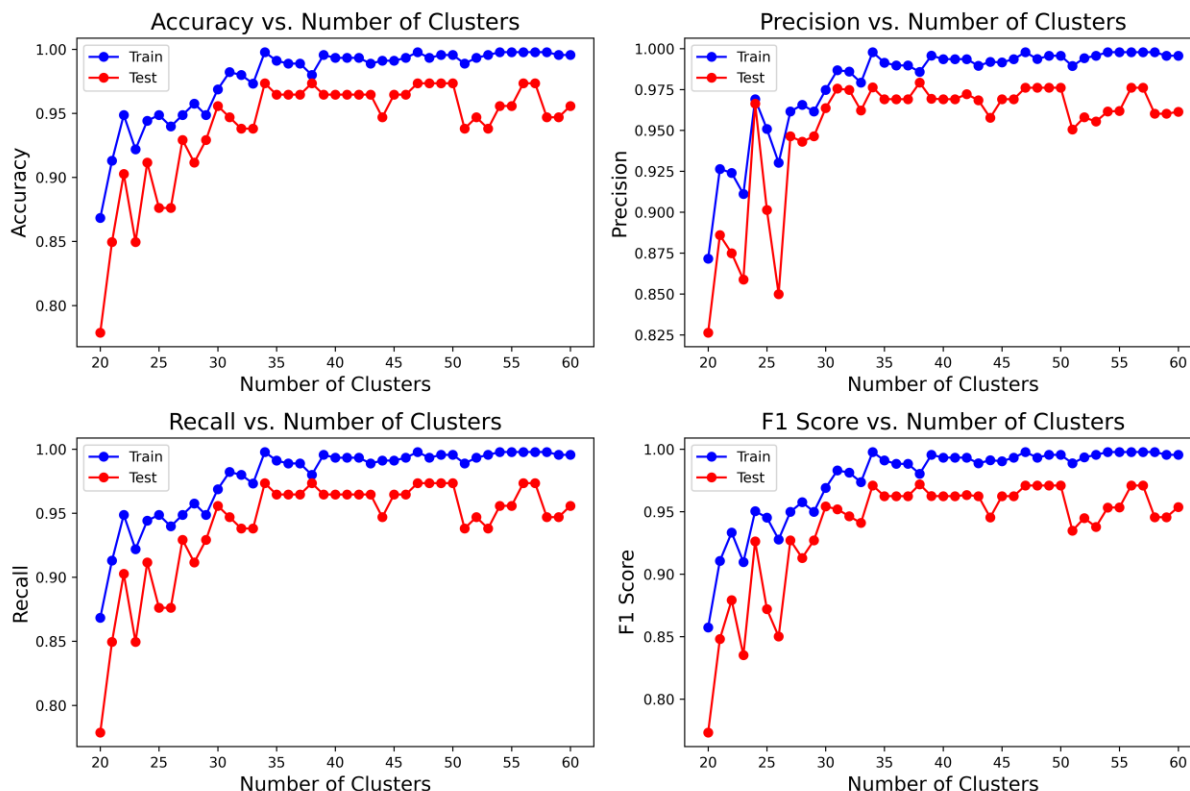 Accuracy vs. Number of Clusters
1.00
0.95
0.90
0.85
0.80
Accuracy
Train
Test
20 25 30 35 40 45 50 55 60
Number of Clusters
Precision vs. Number of Clusters
1.000
0.975
0.950
0.925
0.900
0.875
0.850
0.825
Precision
Train
Test
20 25 30 35 40 45 50 55 60
Number of Clusters
Recall vs. Number of Clusters
1.00
0.95
0.90
0.85
0.80
Recall
Train
Test
20 25 30 35 40 45 50 55 60
Number of Clusters
F1 Score vs. Number of Clusters
1.00
0.95
0.90
0.85
0.80
F1 Score
Train
Test
20 25 30 35 40 45 50 55 60
Number of Clusters